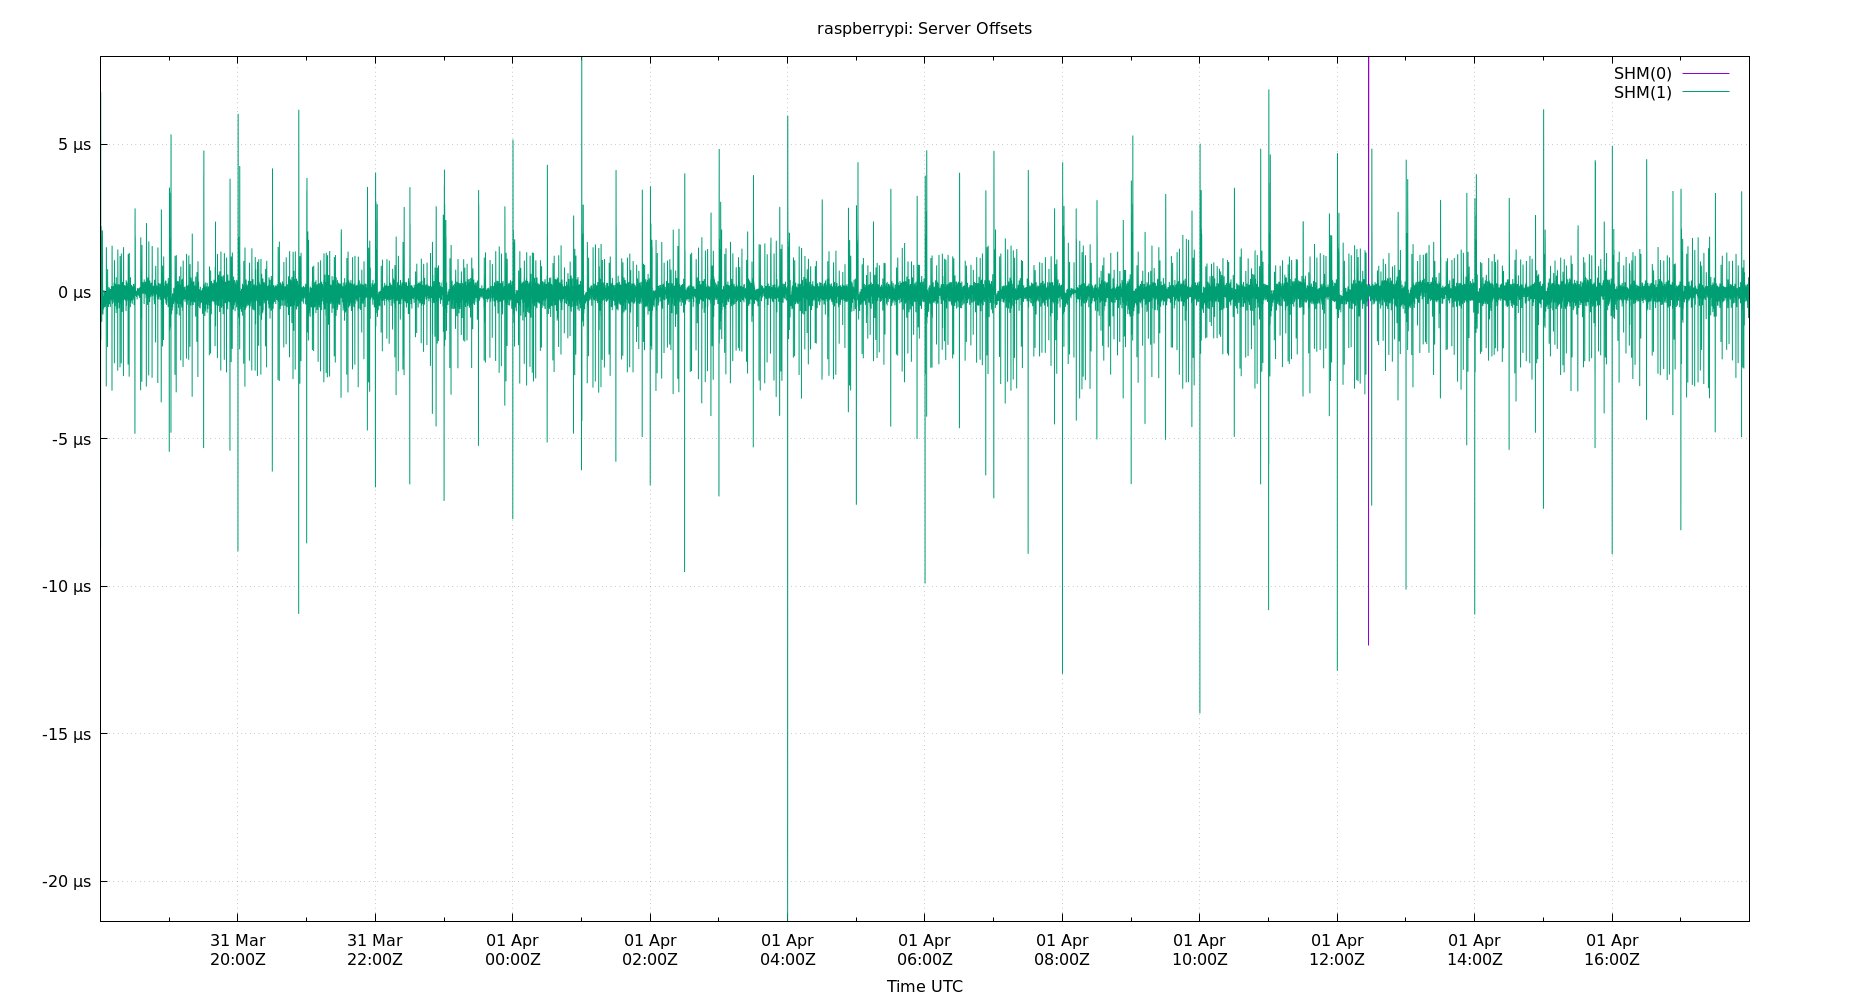 raspberrypi: Server Offsets
SHM(0)
SHM(1)
5 µs
0 µs
-5 µs
-10 µs
-15 µs
-20 µs
31 Mar 31 Mar 01 Apr 01 Apr 01 Apr 01 Apr 01 Apr 01 Apr 01 Apr 01 Apr 01 Apr
20:00Z 22:00Z 00:00Z 02:00Z 04:00Z 06:00Z 08:00Z 10:00Z 12:00Z 14:00Z 16:00Z
Time UTC